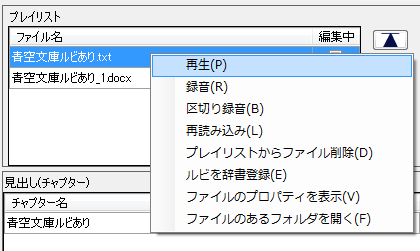 プレイリスト
ファイル名 編集中
青空文庫ルビあり.txt
青空文庫ルビあり_1.docx
再生(P)
録音(R)
区切り録音(B)
再読み込み(L)
プレイリストからファイル削除(D)
ルビを辞書登録(E)
ファイルのプロパティを表示(V)
ファイルのあるフォルダを開く(F)
見出し(チャプター)
チャプター名
青空文庫ルビあり